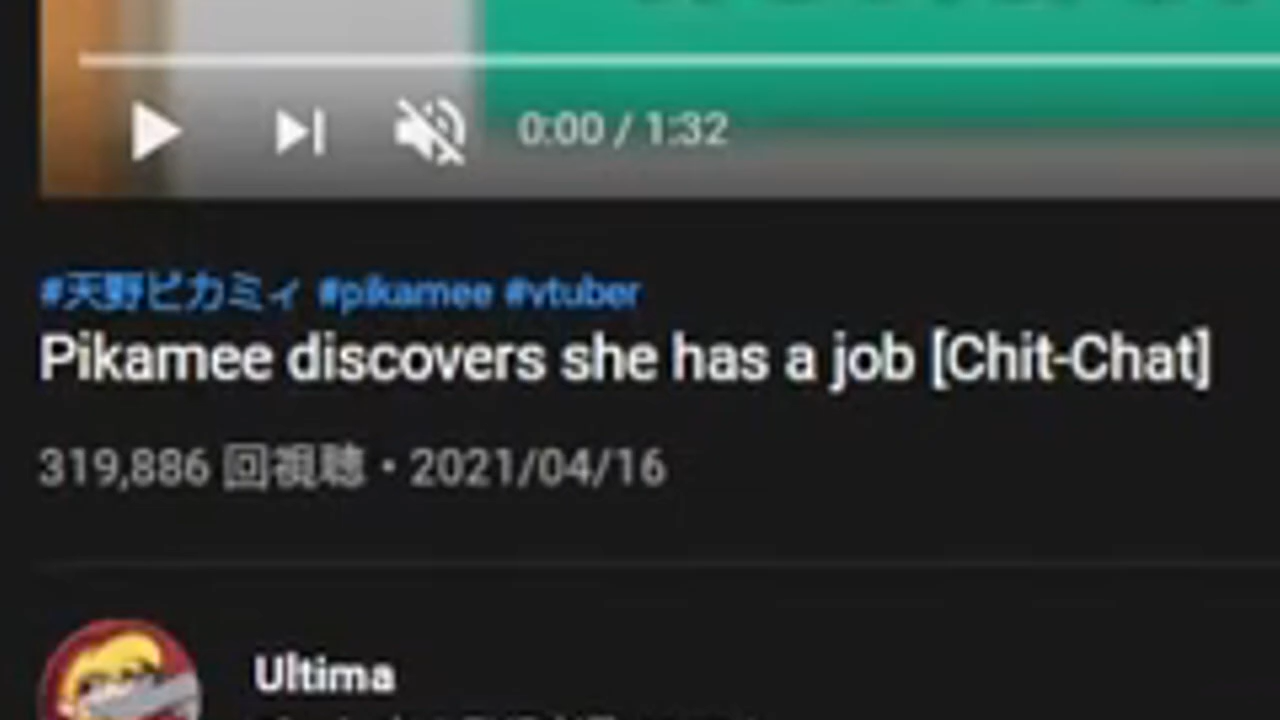 0:00 / 1:32
#天野ピカミィ #pikamee #vtuber
Pikamee discovers she has a job [Chit-Chat]
319,886 回視聴・2021/04/16
Ultima